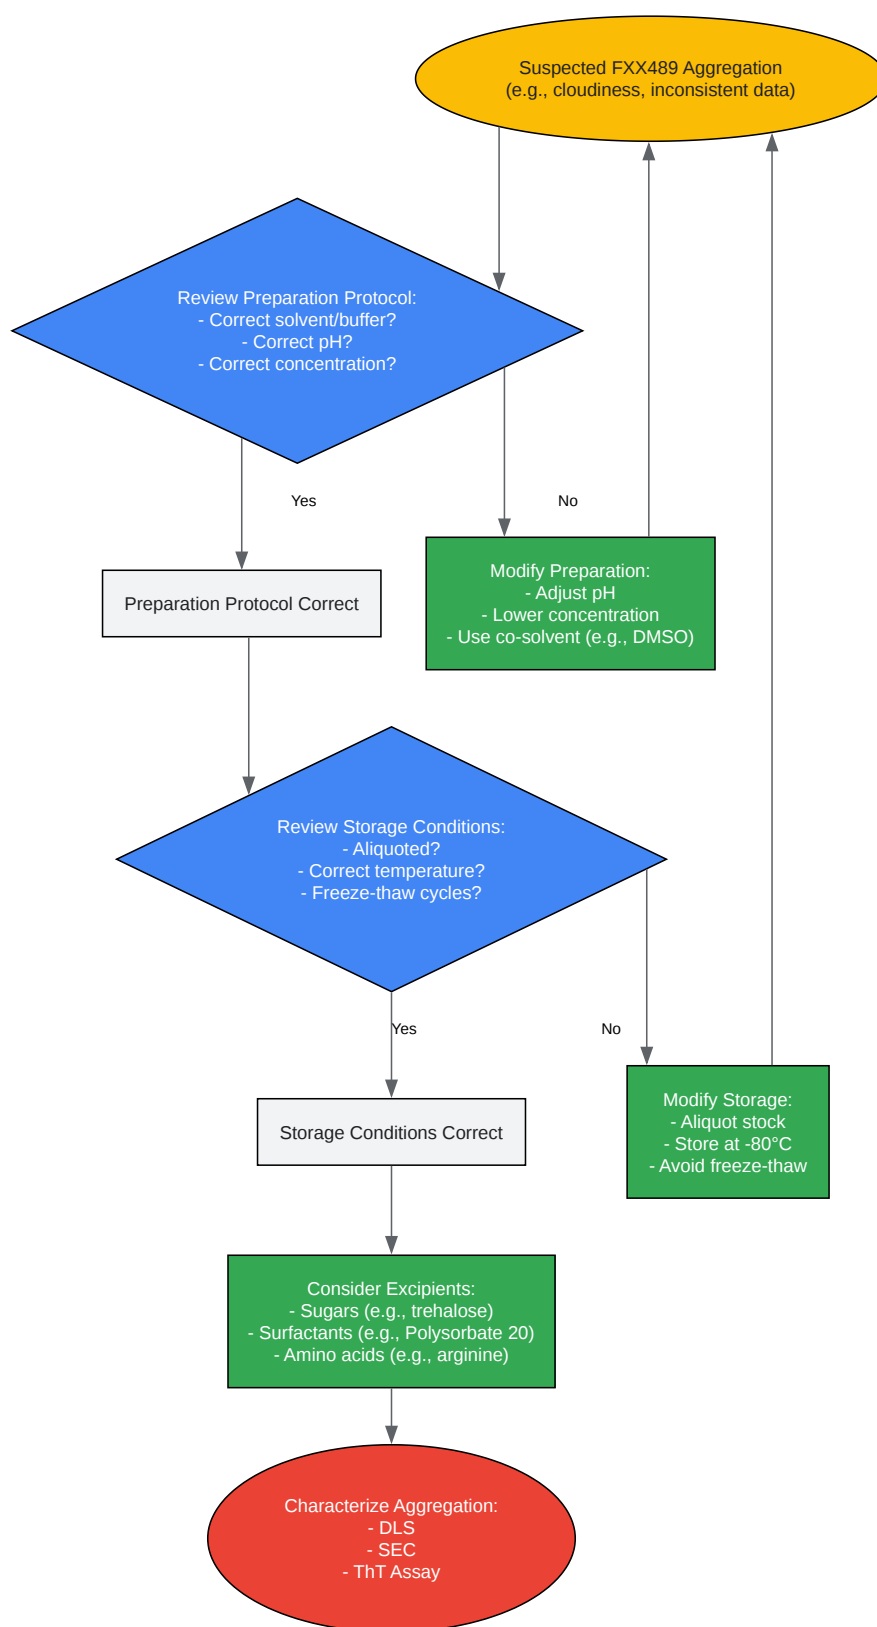 Suspected FXX489 Aggregation
(e.g., cloudiness, inconsistent data)
Review Preparation Protocol:
- Correct solvent/buffer?
- Correct pH?
- Correct concentration?
Yes
No
Modify Preparation:
- Adjust pH
- Lower concentration
- Use co-solvent (e.g., DMSO)
Preparation Protocol Correct
Review Storage Conditions:
- Aliquoted?
- Correct temperature?
- Freeze-thaw cycles?
Yes
No
Modify Storage:
- Aliquot stock
- Store at -80°C
- Avoid freeze-thaw
Storage Conditions Correct
Consider Excipients:
- Sugars (e.g., trehalose)
- Surfactants (e.g., Polysorbate 20)
- Amino acids (e.g., arginine)
Characterize Aggregation:
- DLS
- SEC
- ThT Assay